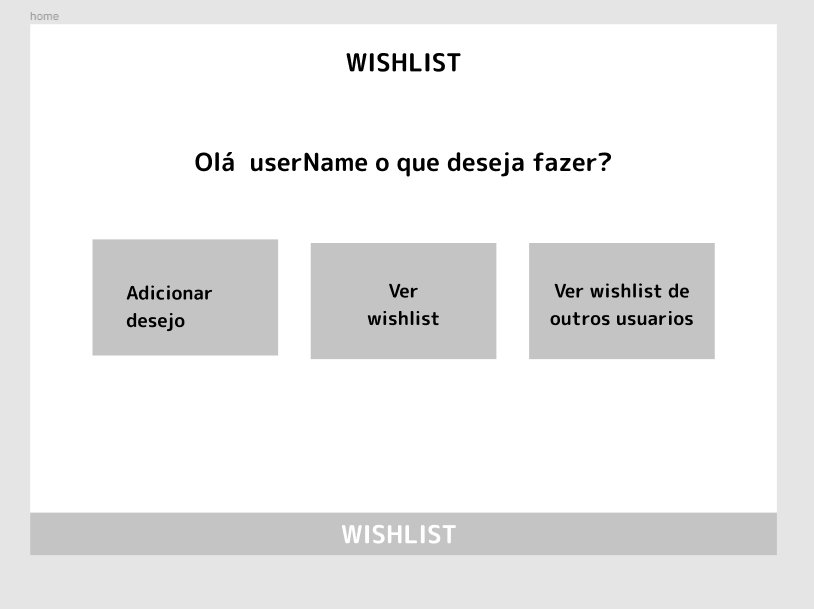 home
WISHLIST
Olá userName o que deseja fazer?
Adicionar
desejo
Ver
wishlist
Ver wishlist de
outros usuarios
WISHLIST